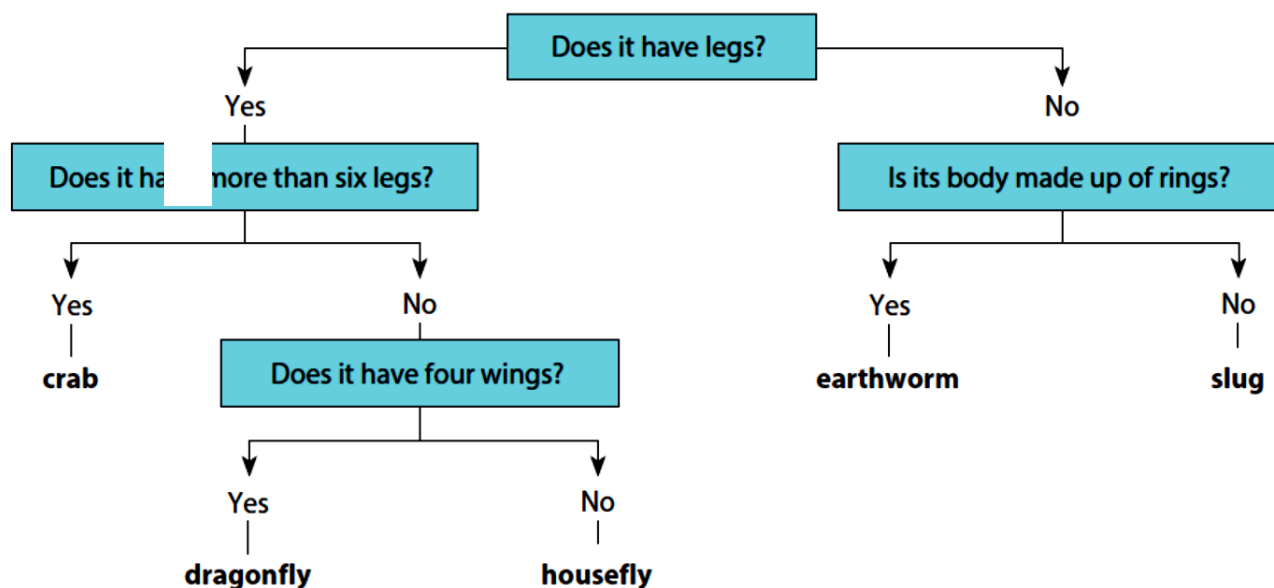 Does it have legs?
Yes
No
Does it ha more than six legs?
Is its body made up of rings?
Yes
No
Yes
No
crab
Does it have four wings?
earthworm
slug
Yes
No
dragonfly
housefly